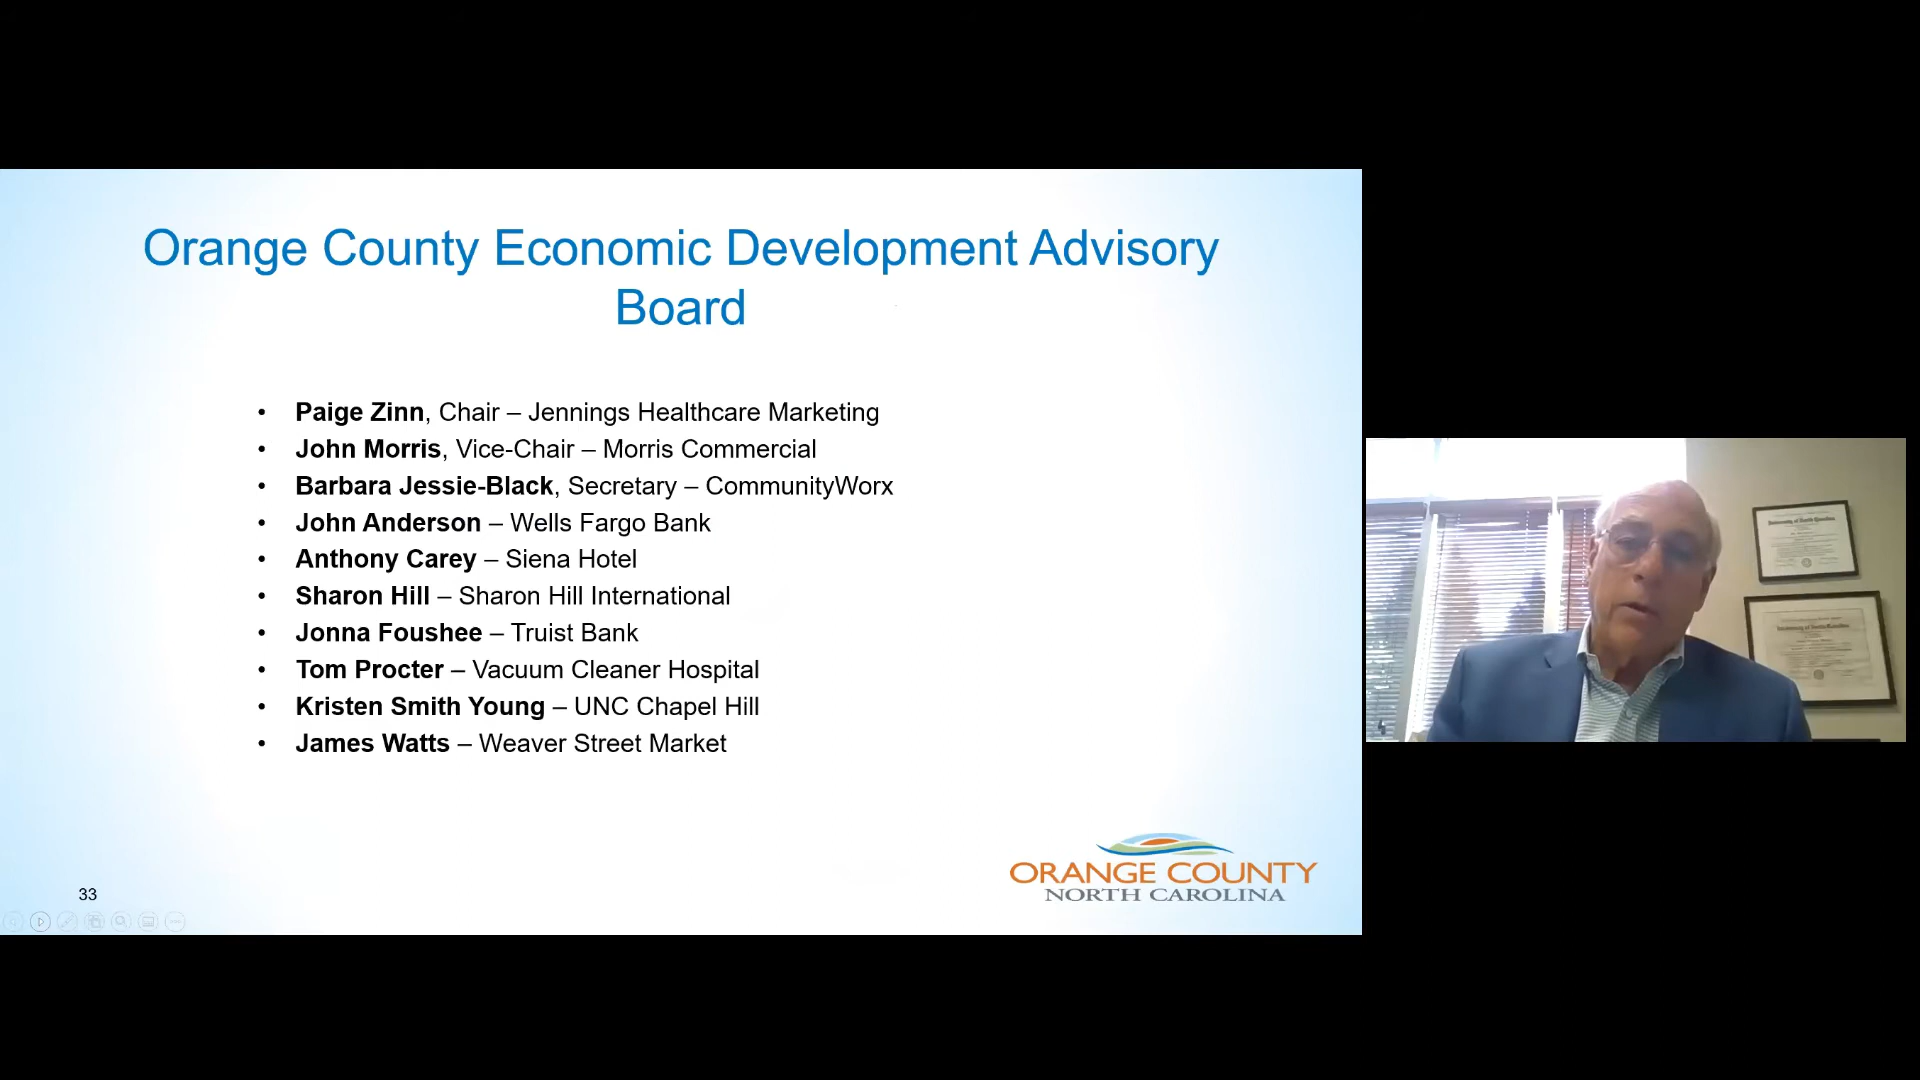 Orange County Economic Development Advisory
Board
• Paige Zinn, Chair – Jennings Healthcare Marketing
• John Morris, Vice-Chair – Morris Commercial
• Barbara Jessie-Black, Secretary – CommunityWorx
• John Anderson – Wells Fargo Bank
• Anthony Carey – Siena Hotel
• Sharon Hill – Sharon Hill International
• Jonna Foushee – Truist Bank
• Tom Procter – Vacuum Cleaner Hospital
• Kristen Smith Young – UNC Chapel Hill
• James Watts – Weaver Street Market
ORANGE COUNTY
NORTH CAROLINA
33